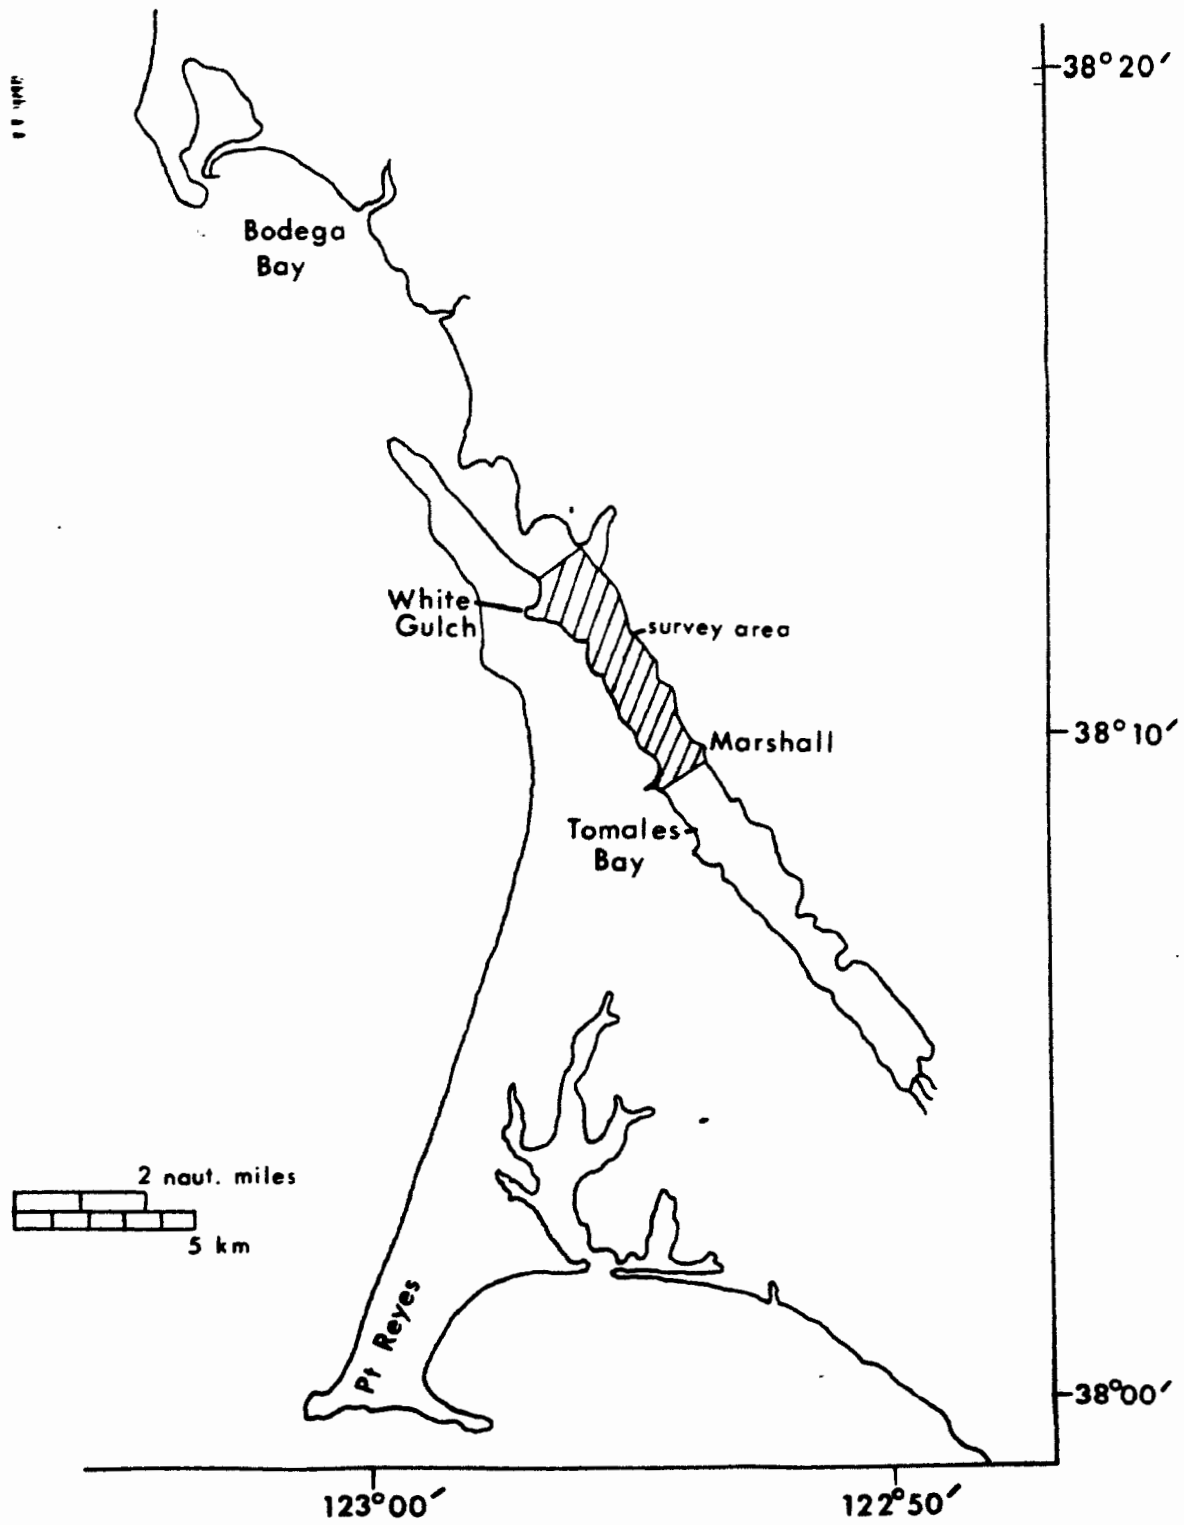 38°20′
Bodega
Bay
White
Gulch
survey area
Marshall
38°10′
Tomales
Bay
2 naut. miles
5 km
Pt Reyes
38°00′
123°00′
122°50′